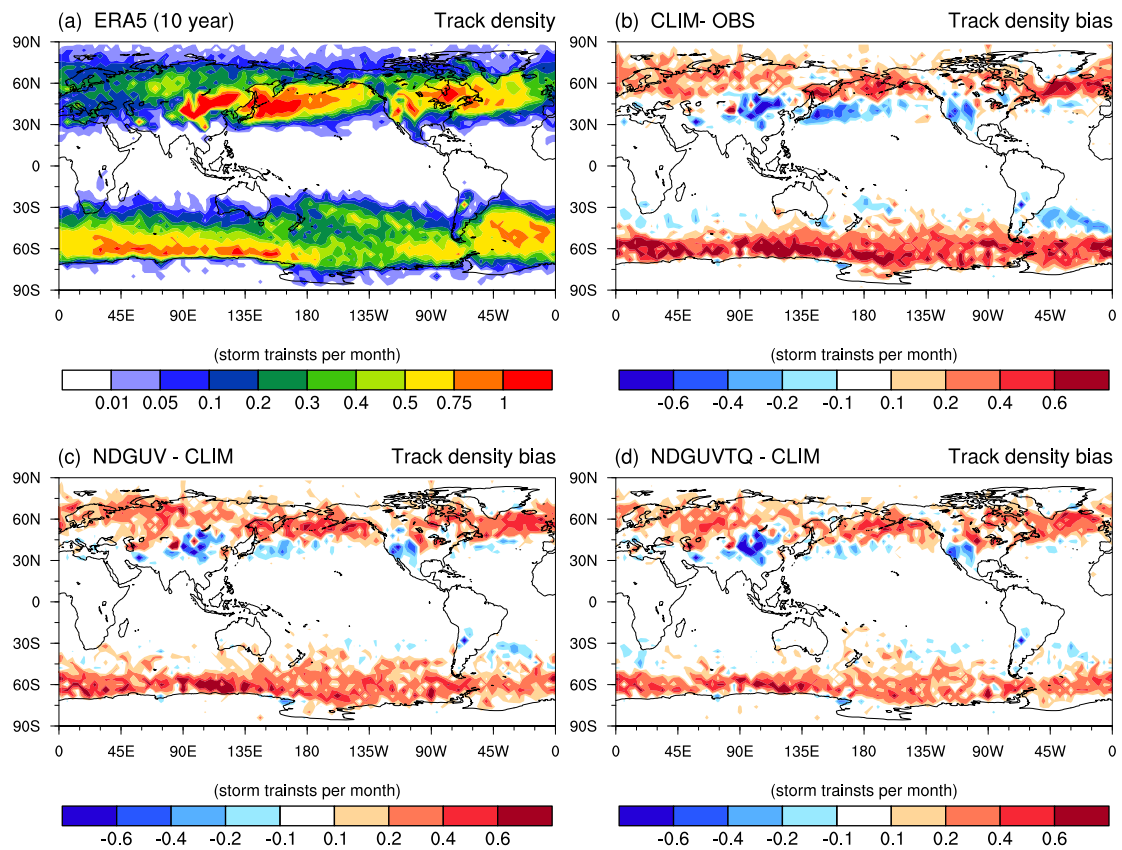 (a) ERA5 (10 year) Track density
90N
60N
30N
0
30S
60S
90S
0 45E 90E 135E 180 135W 90W 45W 0
(storm trainsts per month)
0.01 0.05 0.1 0.2 0.3 0.4 0.5 0.75 1
(b) CLIM- OBS Track density bias
90N
60N
30N
0
30S
60S
90S
0 45E 90E 135E 180 135W 90W 45W 0
(storm trainsts per month)
-0.6 -0.4 -0.2 -0.1 0.1 0.2 0.4 0.6
(c) NDGUV - CLIM Track density bias
90N
60N
30N
0
30S
60S
90S
0 45E 90E 135E 180 135W 90W 45W 0
(storm trainsts per month)
-0.6 -0.4 -0.2 -0.1 0.1 0.2 0.4 0.6
(d) NDGUVTQ - CLIM Track density bias
90N
60N
30N
0
30S
60S
90S
0 45E 90E 135E 180 135W 90W 45W 0
(storm trainsts per month)
-0.6 -0.4 -0.2 -0.1 0.1 0.2 0.4 0.6